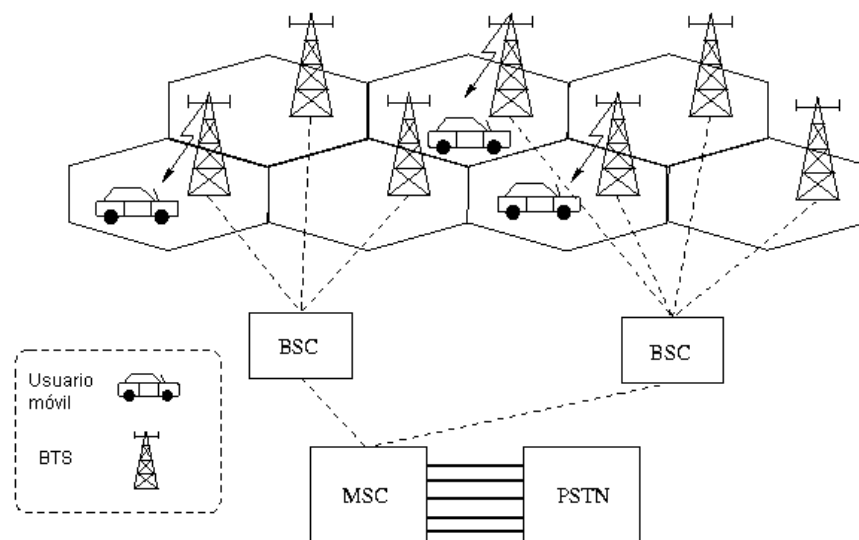 BSC
BSC
Usuario
móvil
BTS
MSC
PSTN